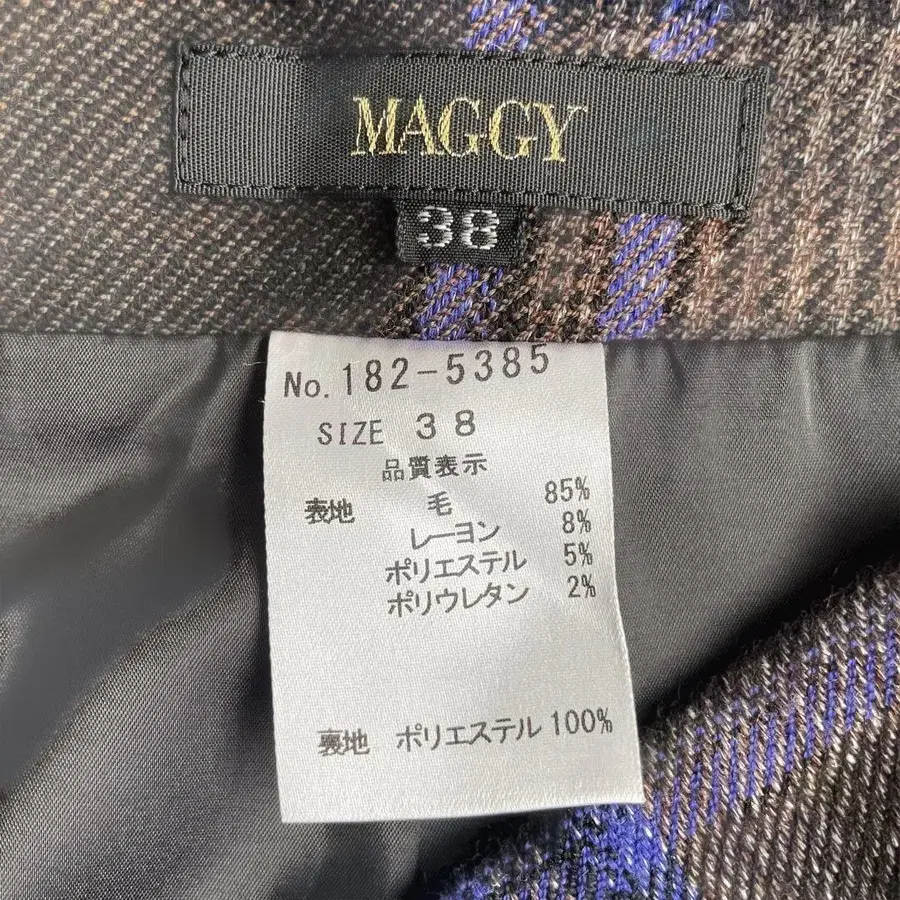 MAGGY
38
No. 182-5385
SIZE 38
品質表示
表地 毛 85%
レーヨン 8%
ポリエステル 5%
ポリウレタン 2%
裏地 ポリエステル 100%